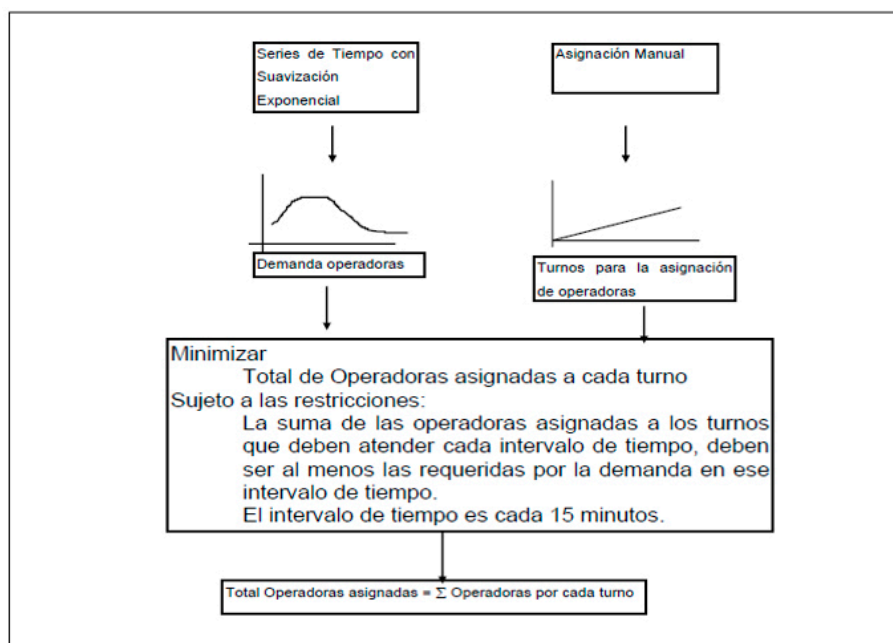 Series de Tiempo con
Suavización
Exponencial
Asignación Manual
Demanda operadoras
Turnos para la asignación
de operadoras
Minimizar
Total de Operadoras asignadas a cada turno
Sujeto a las restricciones:
La suma de las operadoras asignadas a los turnos
que deben atender cada intervalo de tiempo, deben
ser al menos las requeridas por la demanda en ese
intervalo de tiempo.
El intervalo de tiempo es cada 15 minutos.
Total Operadoras asignadas = Σ Operadoras por cada turno